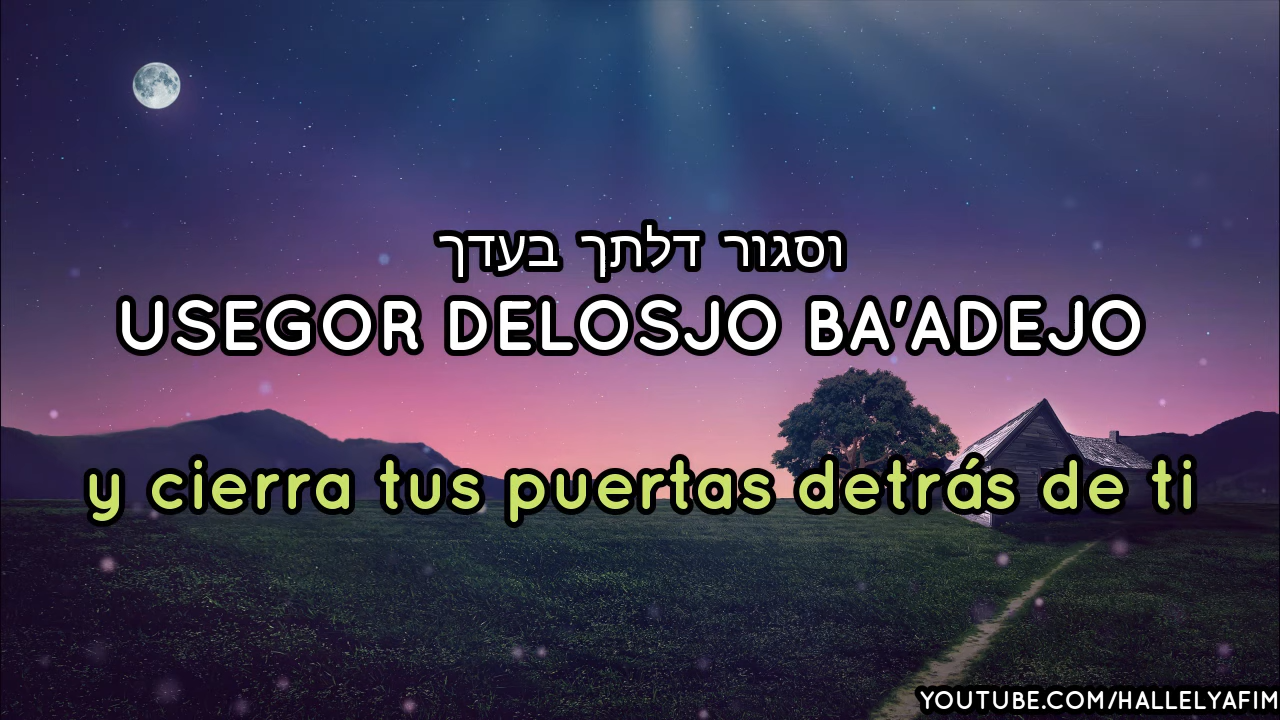 וסגור דלתך בעדך
USEGOR DELOSJO BA'ADEJO
y cierra tus puertas detrás de ti
YOUTUBE.COM/HALLELYAFIM